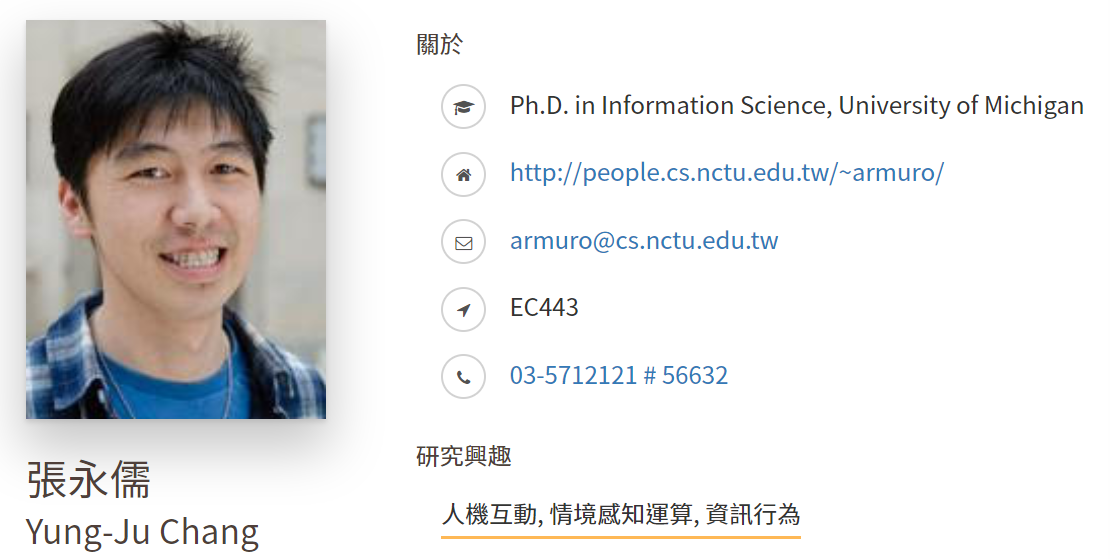 關於
Ph.D. in Information Science, University of Michigan
http://people.cs.nctu.edu.tw/~armuro/
armuro@cs.nctu.edu.tw
EC443
03-5712121 # 56632
研究興趣
人機互動, 情境感知運算, 資訊行為
張永儒
Yung-Ju Chang